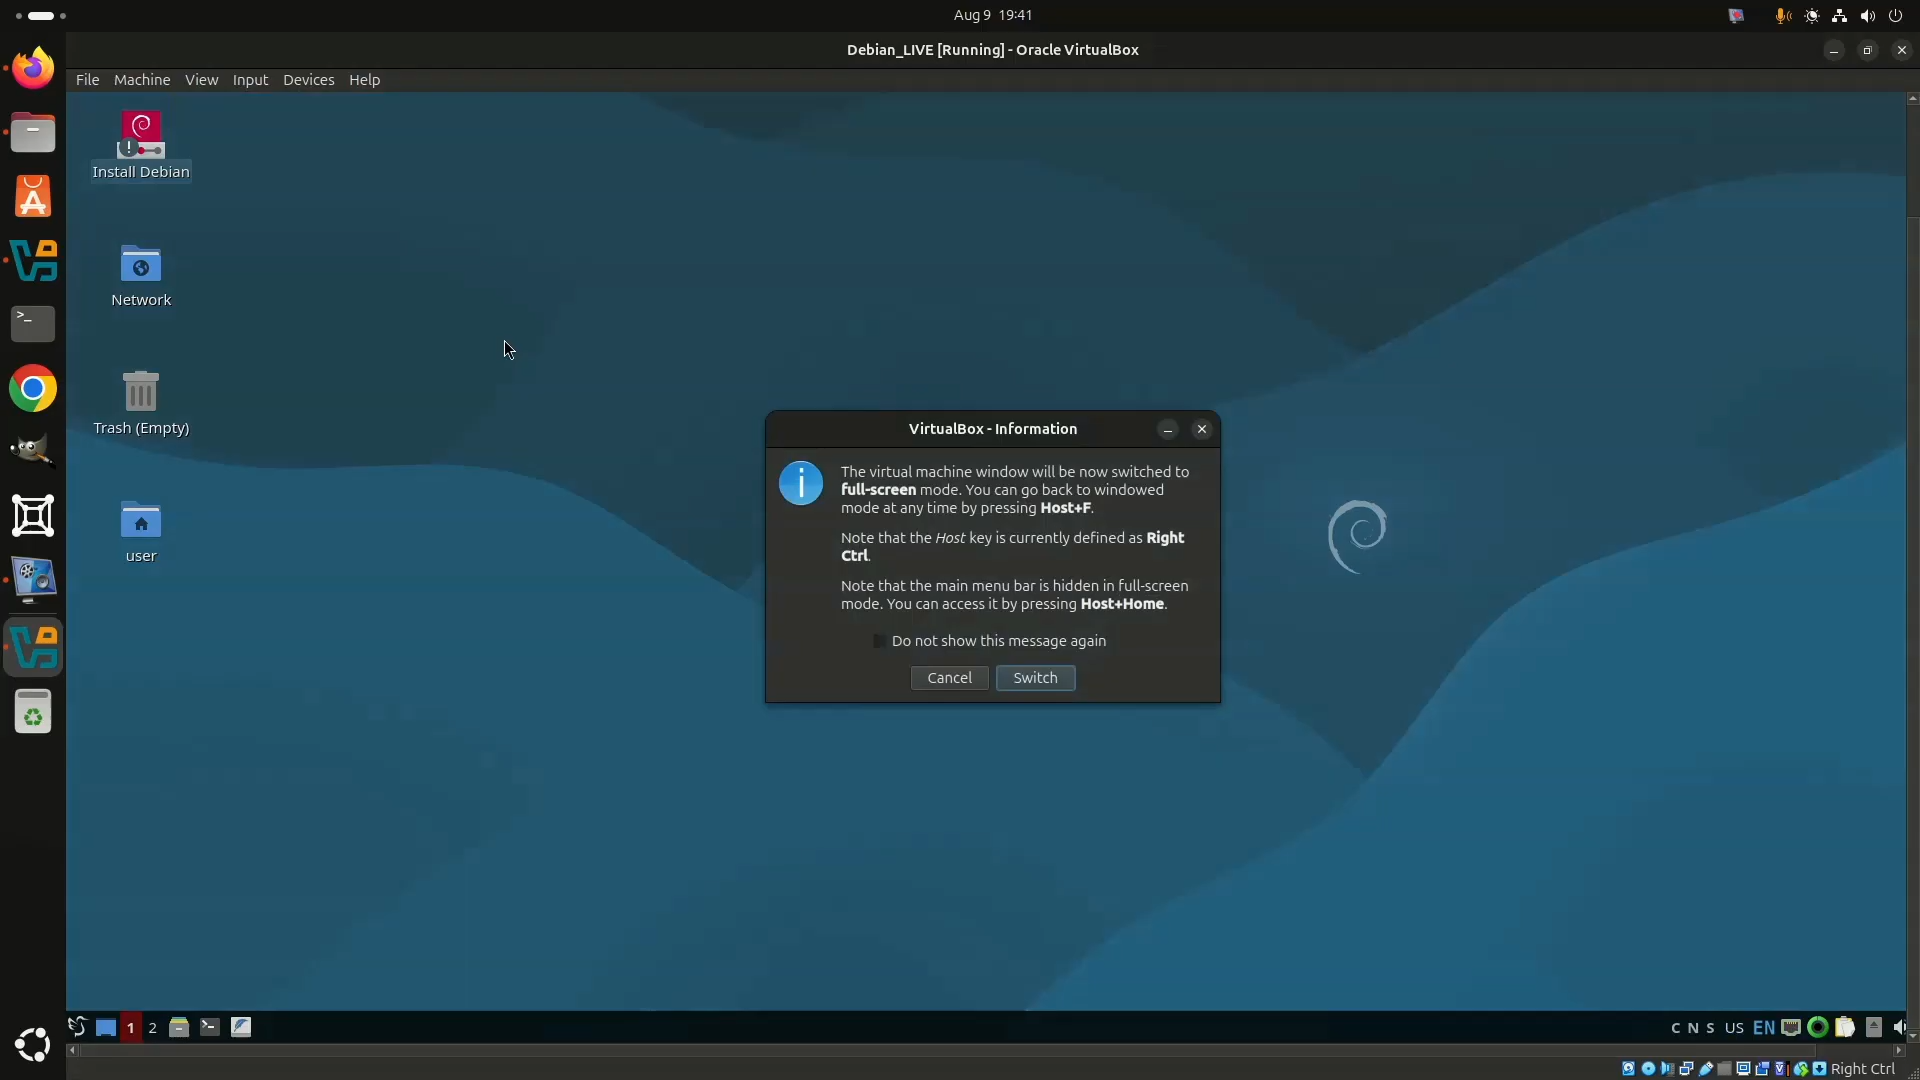 Aug 9 19:41
Debian_LIVE [Running] - Oracle VirtualBox
File Machine View Input Devices Help
Install Debian
Network
Trash (Empty)
user
VirtualBox - Information
The virtual machine window will be now switched to
full-screen mode. You can go back to windowed
mode at any time by pressing Host+F.
Note that the Host key is currently defined as Right
Ctrl.
Note that the main menu bar is hidden in full-screen
mode. You can access it by pressing Host+Home.
Do not show this message again
Cancel Switch
1 2
C N S US EN
Right Ctrl